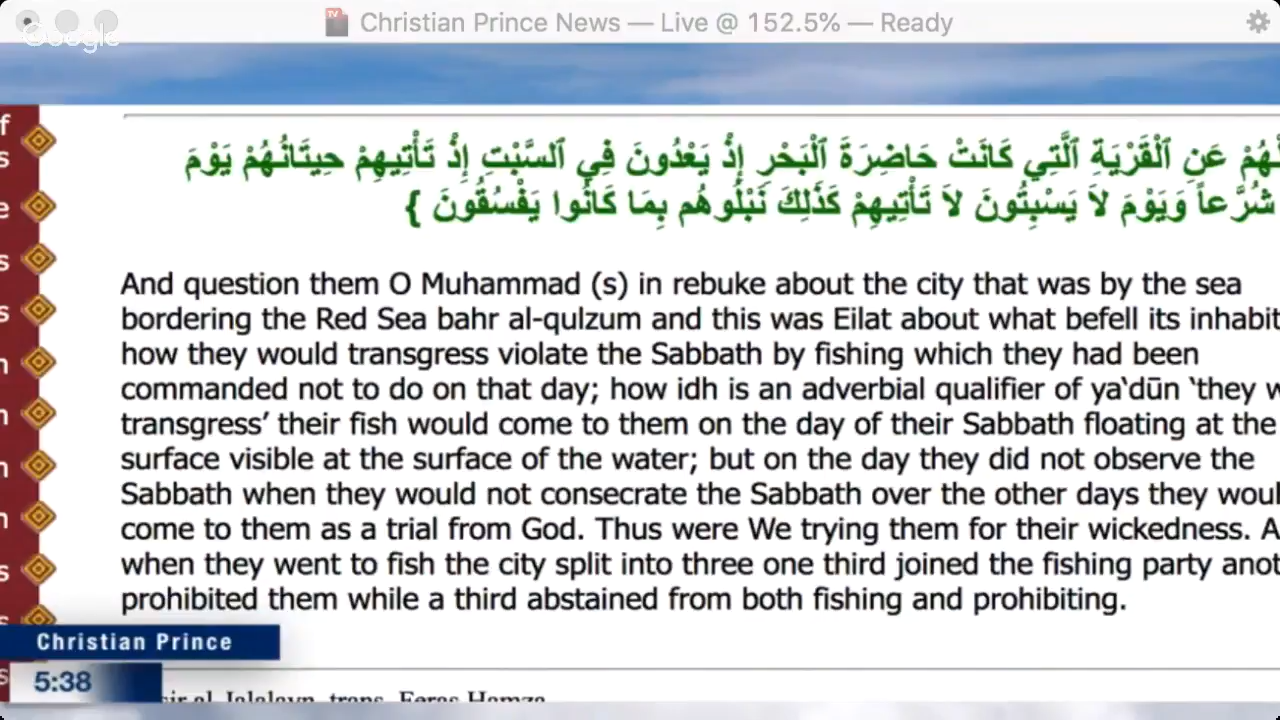 Christian Prince News — Live @ 152.5% — Ready
Google
عَنِ ٱلْقَرْيَةِ ٱلَّتِي كَانَتْ حَاضِرَةَ ٱلْبَحْرِ إِذْ يَعْدُونَ فِي ٱلسَّبْتِ إِذْ تَأْتِيهِمْ حِيتَانُهُمْ يَوْمَ
شُرَّعاً وَيَوْمَ لاَ يَسْبِتُونَ لاَ تَأْتِيهِمْ كَذَلِكَ نَبْلُوهُم بِمَا كَانُوا يَفْسُقُونَ }
And question them O Muhammad (s) in rebuke about the city that was by the sea
bordering the Red Sea bahr al-qulzum and this was Eilat about what befell its inhabit
how they would transgress violate the Sabbath by fishing which they had been
commanded not to do on that day; how idh is an adverbial qualifier of ya‘dūn ‘they w
transgress’ their fish would come to them on the day of their Sabbath floating at the
surface visible at the surface of the water; but on the day they did not observe the
Sabbath when they would not consecrate the Sabbath over the other days they woul
come to them as a trial from God. Thus were We trying them for their wickedness. A
when they went to fish the city split into three one third joined the fishing party anot
prohibited them while a third abstained from both fishing and prohibiting.
Christian Prince
5:38
al-Jalalayn, trans. Feras Hamza